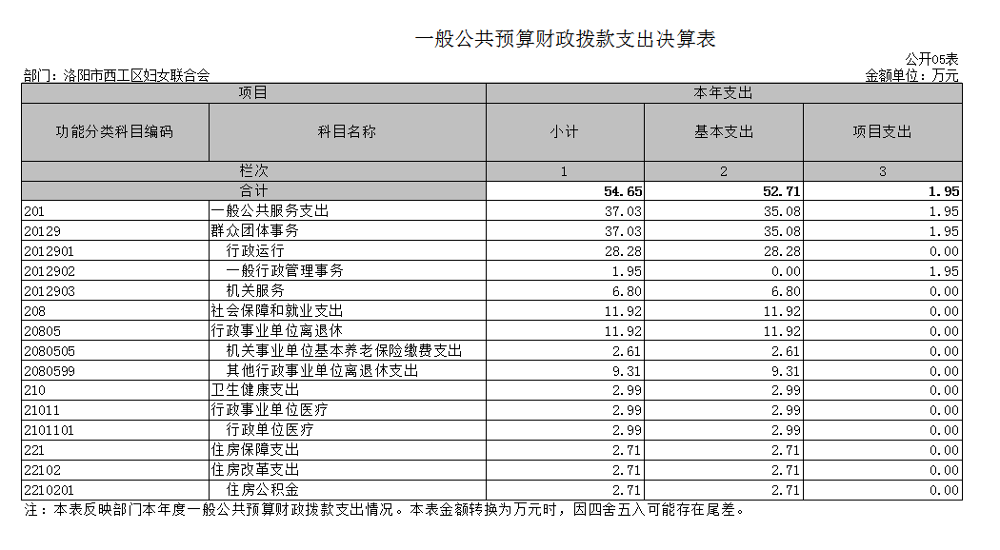 一般公共预算财政拨款支出决算表
公开05表
部门：洛阳市西工区妇女联合会 金额单位：万元
项目 本年支出
功能分类科目编码 科目名称 小计 基本支出 项目支出
栏次 1 2 3
合计 54.65 52.71 1.95
201 一般公共服务支出 37.03 35.08 1.95
20129 群众团体事务 37.03 35.08 1.95
2012901 行政运行 28.28 28.28 0.00
2012902 一般行政管理事务 1.95 0.00 1.95
2012903 机关服务 6.80 6.80 0.00
208 社会保障和就业支出 11.92 11.92 0.00
20805 行政事业单位离退休 11.92 11.92 0.00
2080505 机关事业单位基本养老保险缴费支出 2.61 2.61 0.00
2080599 其他行政事业单位离退休支出 9.31 9.31 0.00
210 卫生健康支出 2.99 2.99 0.00
21011 行政事业单位医疗 2.99 2.99 0.00
2101101 行政单位医疗 2.99 2.99 0.00
221 住房保障支出 2.71 2.71 0.00
22102 住房改革支出 2.71 2.71 0.00
2210201 住房公积金 2.71 2.71 0.00
注：本表反映部门本年度一般公共预算财政拨款支出情况。本表金额转换为万元时，因四舍五入可能存在尾差。